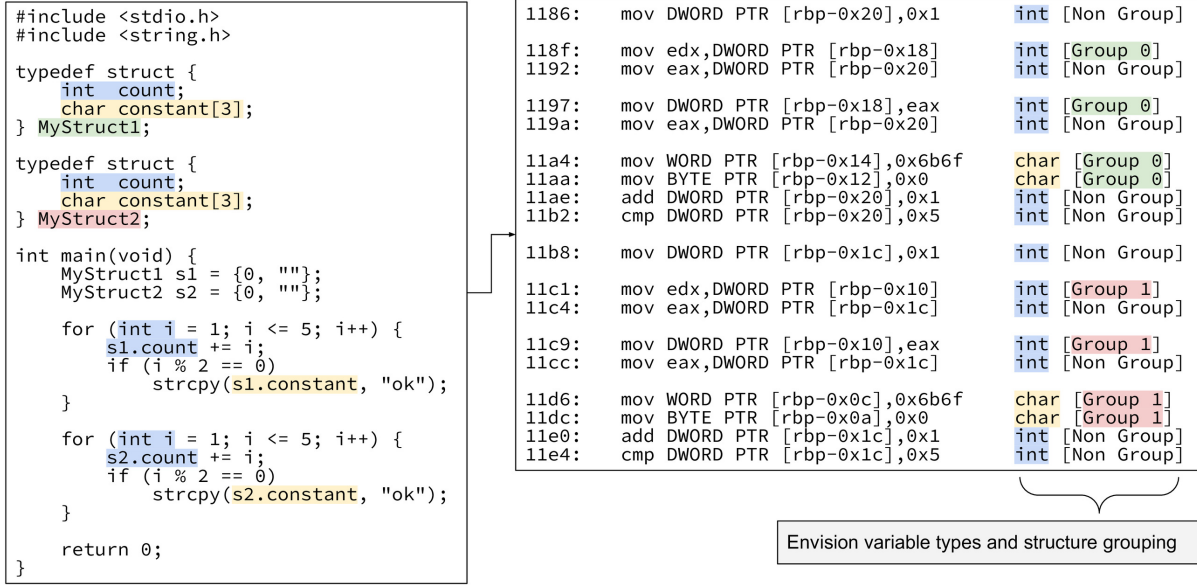 #include <stdio.h>
#include <string.h>
typedef struct {
int  count;
char constant[3];
} MyStruct1;
typedef struct {
int  count;
char constant[3];
} MyStruct2;
int main(void) {
MyStruct1 s1 = {0, ""};
MyStruct2 s2 = {0, ""};
for (int i = 1; i <= 5; i++) {
s1.count += i;
if (i % 2 == 0)
strcpy(s1.constant, "ok");
}
for (int i = 1; i <= 5; i++) {
s2.count += i;
if (i % 2 == 0)
strcpy(s2.constant, "ok");
}
return 0;
}
1186: mov DWORD PTR [rbp-0x20],0x1 int [Non Group]
118f: mov edx,DWORD PTR [rbp-0x18] int [Group 0]
1192: mov eax,DWORD PTR [rbp-0x20] int [Non Group]
1197: mov DWORD PTR [rbp-0x18],eax int [Group 0]
119a: mov eax,DWORD PTR [rbp-0x20] int [Non Group]
11a4: mov WORD PTR [rbp-0x14],0x6b6f char [Group 0]
11aa: mov BYTE PTR [rbp-0x12],0x0 char [Group 0]
11ae: add DWORD PTR [rbp-0x20],0x1 int [Non Group]
11b2: cmp DWORD PTR [rbp-0x20],0x5 int [Non Group]
11b8: mov DWORD PTR [rbp-0x1c],0x1 int [Non Group]
11c1: mov edx,DWORD PTR [rbp-0x10] int [Group 1]
11c4: mov eax,DWORD PTR [rbp-0x1c] int [Non Group]
11c9: mov DWORD PTR [rbp-0x10],eax int [Group 1]
11cc: mov eax,DWORD PTR [rbp-0x1c] int [Non Group]
11d6: mov WORD PTR [rbp-0x0c],0x6b6f char [Group 1]
11dc: mov BYTE PTR [rbp-0x0a],0x0 char [Group 1]
11e0: add DWORD PTR [rbp-0x1c],0x1 int [Non Group]
11e4: cmp DWORD PTR [rbp-0x1c],0x5 int [Non Group]
Envision variable types and structure grouping